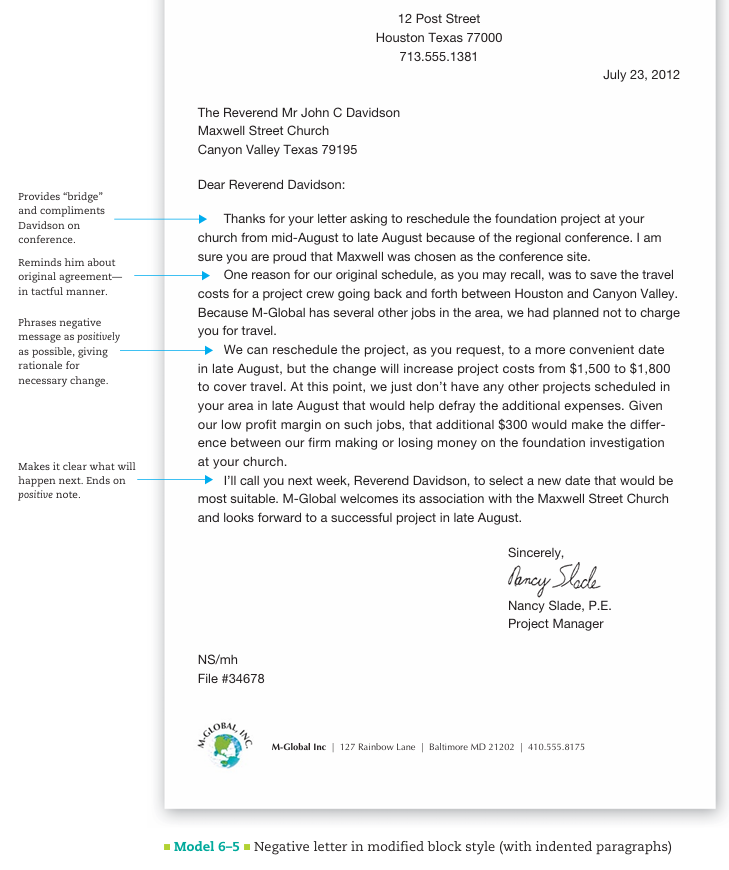 12 Post Street
Houston Texas 77000
713.555.1381
July 23, 2012
The Reverend Mr John C Davidson
Maxwell Street Church
Canyon Valley Texas 79195
Dear Reverend Davidson:
Provides “bridge”
and compliments
Davidson on
conference.
Thanks for your letter asking to reschedule the foundation project at your
church from mid-August to late August because of the regional conference. I am
sure you are proud that Maxwell was chosen as the conference site.
Reminds him about
original agreement—
in tactful manner.
One reason for our original schedule, as you may recall, was to save the travel
costs for a project crew going back and forth between Houston and Canyon Valley.
Because M-Global has several other jobs in the area, we had planned not to charge
you for travel.
Phrases negative
message as positively
as possible, giving
rationale for
necessary change.
We can reschedule the project, as you request, to a more convenient date
in late August, but the change will increase project costs from $1,500 to $1,800
to cover travel. At this point, we just don’t have any other projects scheduled in
your area in late August that would help defray the additional expenses. Given
our low profit margin on such jobs, that additional $300 would make the differ-
ence between our firm making or losing money on the foundation investigation
at your church.
Makes it clear what will
happen next. Ends on
positive note.
I’ll call you next week, Reverend Davidson, to select a new date that would be
most suitable. M-Global welcomes its association with the Maxwell Street Church
and looks forward to a successful project in late August.
Sincerely,
Nancy Slade
Nancy Slade, P.E.
Project Manager
NS/mh
File #34678
M-GLOBAL, INC.
M-Global Inc | 127 Rainbow Lane | Baltimore MD 21202 | 410.555.8175
Model 6–5 Negative letter in modified block style (with indented paragraphs)